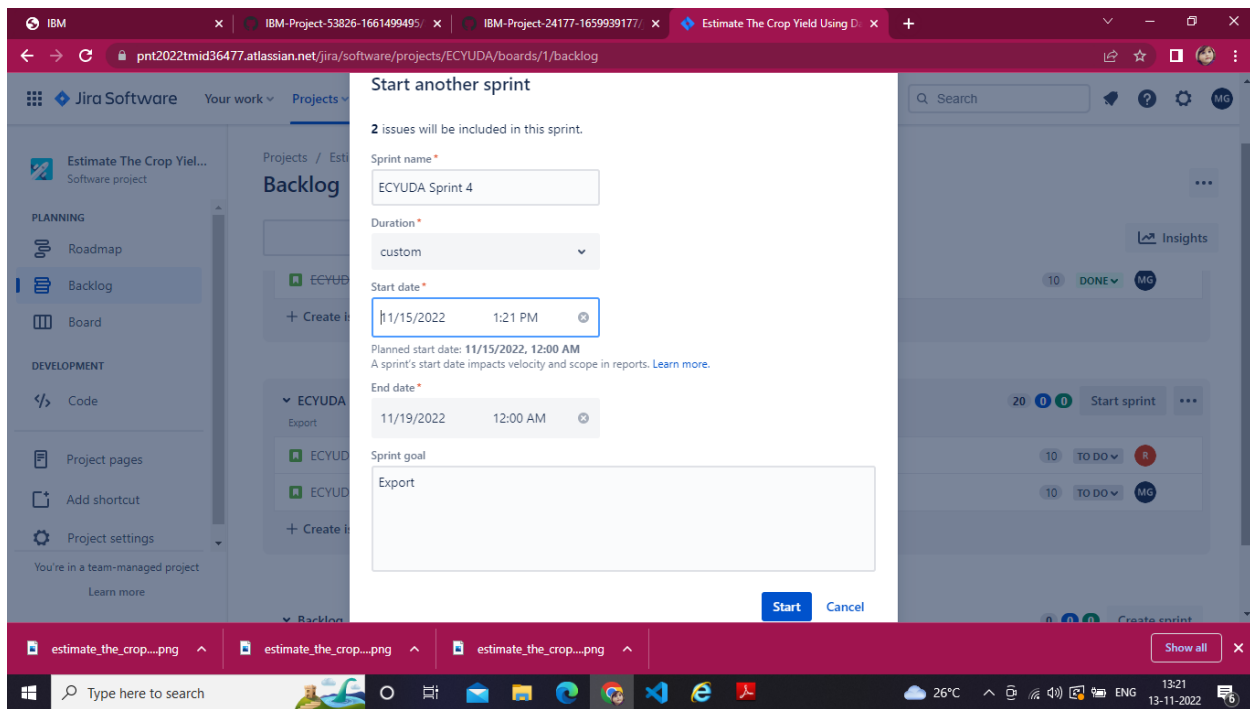 IBM
IBM-Project-53826-1661499495/
IBM-Project-24177-1659939177/
Estimate The Crop Yield Using Da
pnt2022tmid36477.atlassian.net/jira/software/projects/ECYUDA/boards/1/backlog
Jira Software Your work Projects
Search
MG
Estimate The Crop Yiel...
Software project
PLANNING
Roadmap
Backlog
Board
DEVELOPMENT
Code
Project pages
Add shortcut
Project settings
You're in a team-managed project
Learn more
Projects / Esti
Backlog
Insights
ECYUD
10 DONE MG
+ Create is
ECYUDA
Export
20 0 0 Start sprint
ECYUD
10 TO DO R
ECYUD
10 TO DO MG
+ Create is
Backlog
0 0 0 Create sprint
Start another sprint
2 issues will be included in this sprint.
Sprint name*
ECYUDA Sprint 4
Duration*
custom
Start date*
11/15/2022 1:21 PM
Planned start date: 11/15/2022, 12:00 AM
A sprint's start date impacts velocity and scope in reports. Learn more.
End date*
11/19/2022 12:00 AM
Sprint goal
Export
Start Cancel
estimate_the_crop....png
estimate_the_crop....png
estimate_the_crop....png
Show all
Type here to search
26°C
ENG
13:21
13-11-2022
6